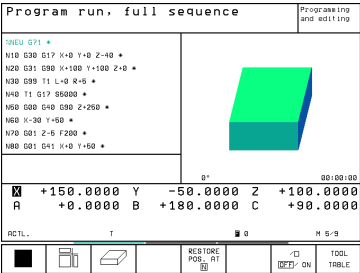 Program run, full sequence
Programming
and editing
%NEU G71 *
N10 G30 G17 X+0 Y+0 Z-40 *
N20 G31 G90 X+100 Y+100 Z+0 *
N30 G99 T1 L+0 R+5 *
N40 T1 G17 S5000 *
N50 G00 G40 G90 Z+250 *
N60 X-30 Y+50 *
N70 G01 Z-5 F200 *
N80 G01 G41 X+0 Y+50 *
0° 00:00:00
X +150.0000 Y -50.0000 Z +100.0000
A +0.0000 B +180.0000 C +90.0000
ACTL. T 0 M 5/9
RESTORE
POS. AT
N
OFF / ON
TOOL
TABLE